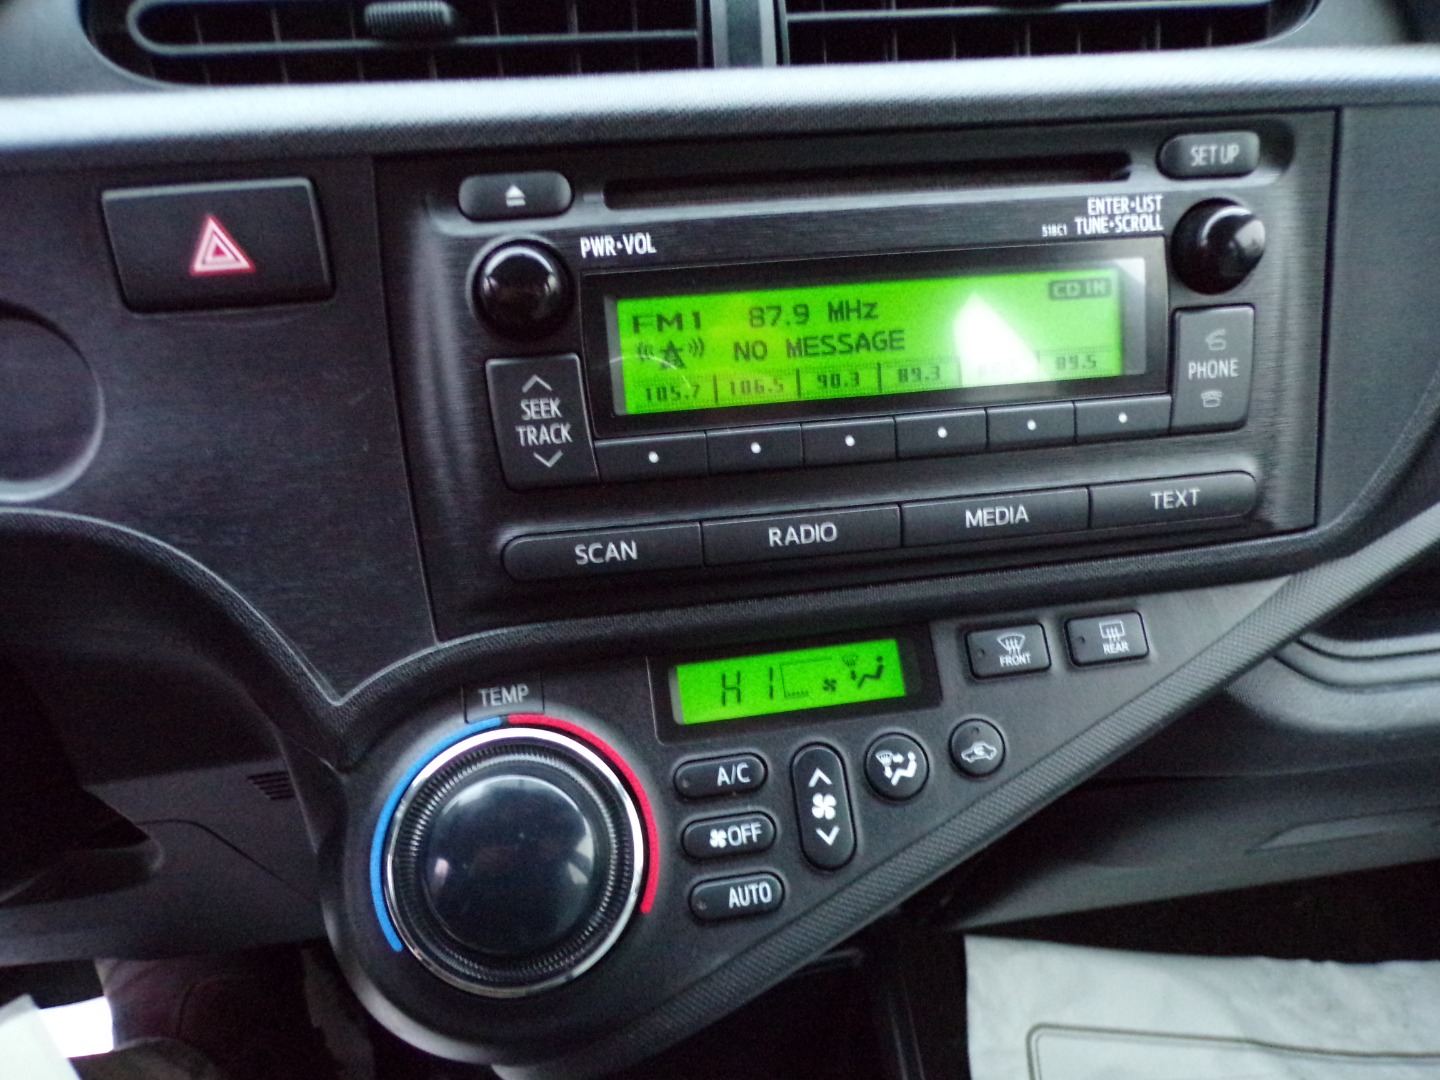 SET UP
ENTER•LIST
518C1 TUNE•SCROLL
PWR•VOL
CD IN
FM1 87.9 MHz
NO MESSAGE
105.7 106.5 90.3 89.3 89.5
SEEK
TRACK
PHONE
SCAN
RADIO
MEDIA
TEXT
FRONT
REAR
TEMP
HI
A/C
OFF
AUTO